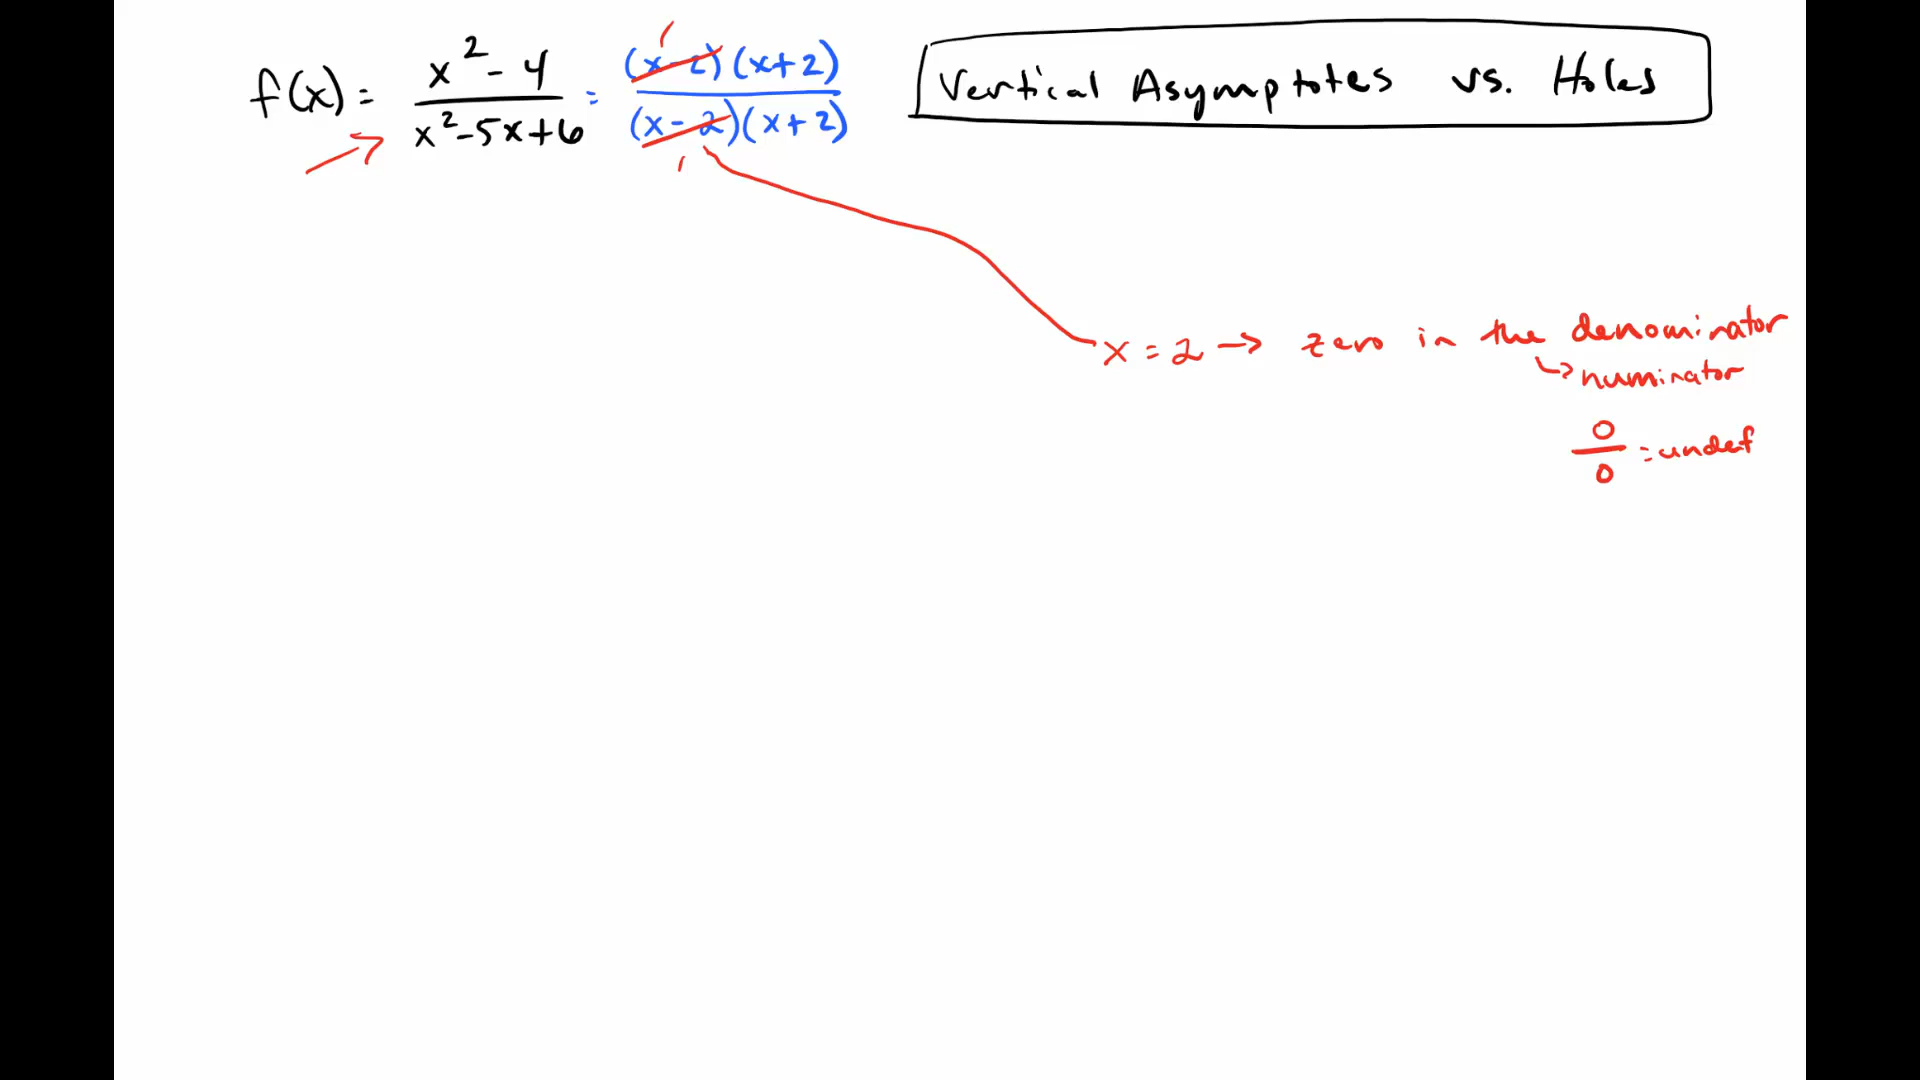 f(x) = x² - 4 / x² - 5x + 6 = (x - 2)(x + 2) / (x - 2)(x + 2)
Vertical Asymptotes vs. Holes
x = 2 → zero in the denominator
↳ numinator
0/0 = undef